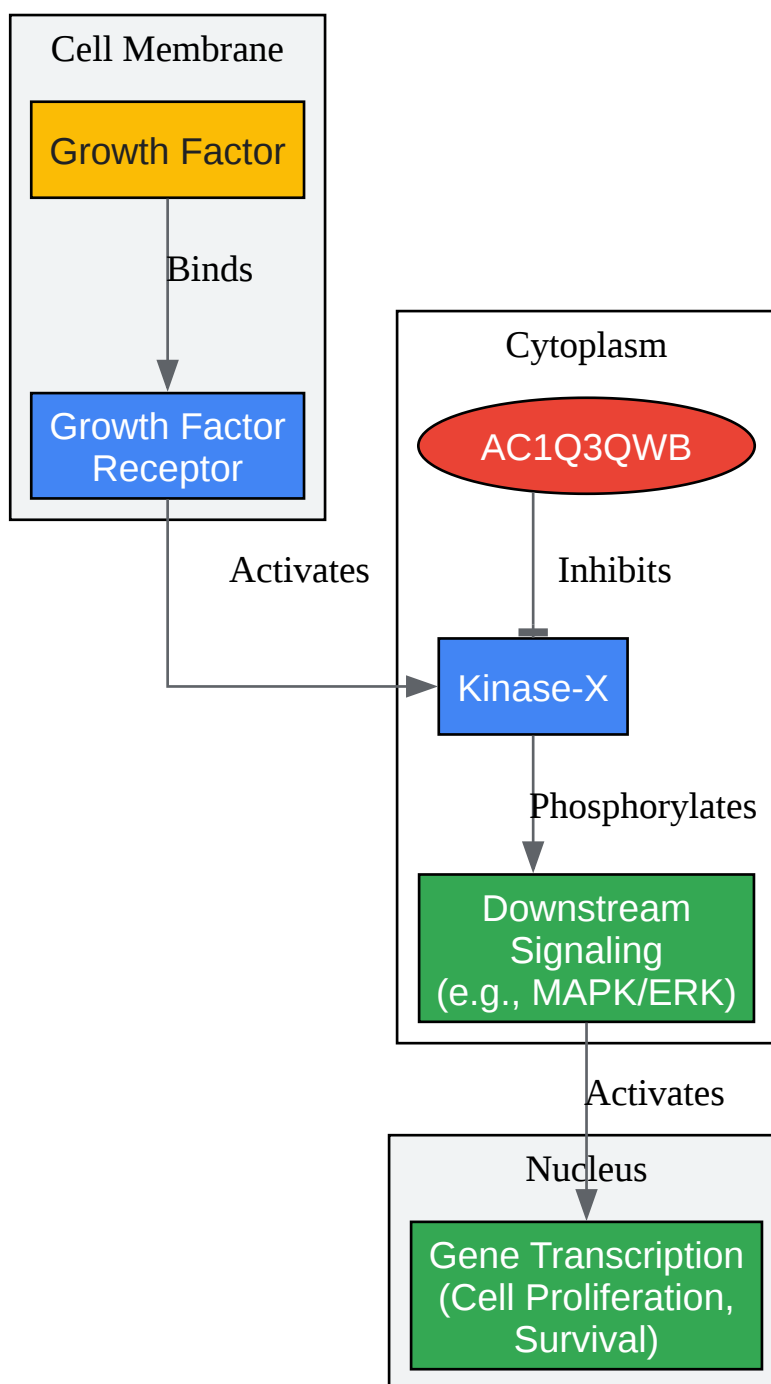 Cell Membrane
Growth Factor
Binds
Growth Factor
Receptor
Activates
Cytoplasm
AC1Q3QWB
Inhibits
Kinase-X
Phosphorylates
Downstream
Signaling
(e.g., MAPK/ERK)
Activates
Nucleus
Gene Transcription
(Cell Proliferation,
Survival)